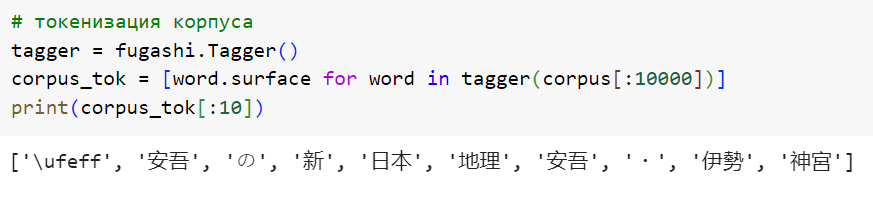 # токенизация корпуса
tagger = fugashi.Tagger()
corpus_tok = [word.surface for word in tagger(corpus[:10000])]
print(corpus_tok[:10])
['\ufeff', '安吾', 'の', '新', '日本', '地理', '安吾', '・', '伊勢', '神宮']